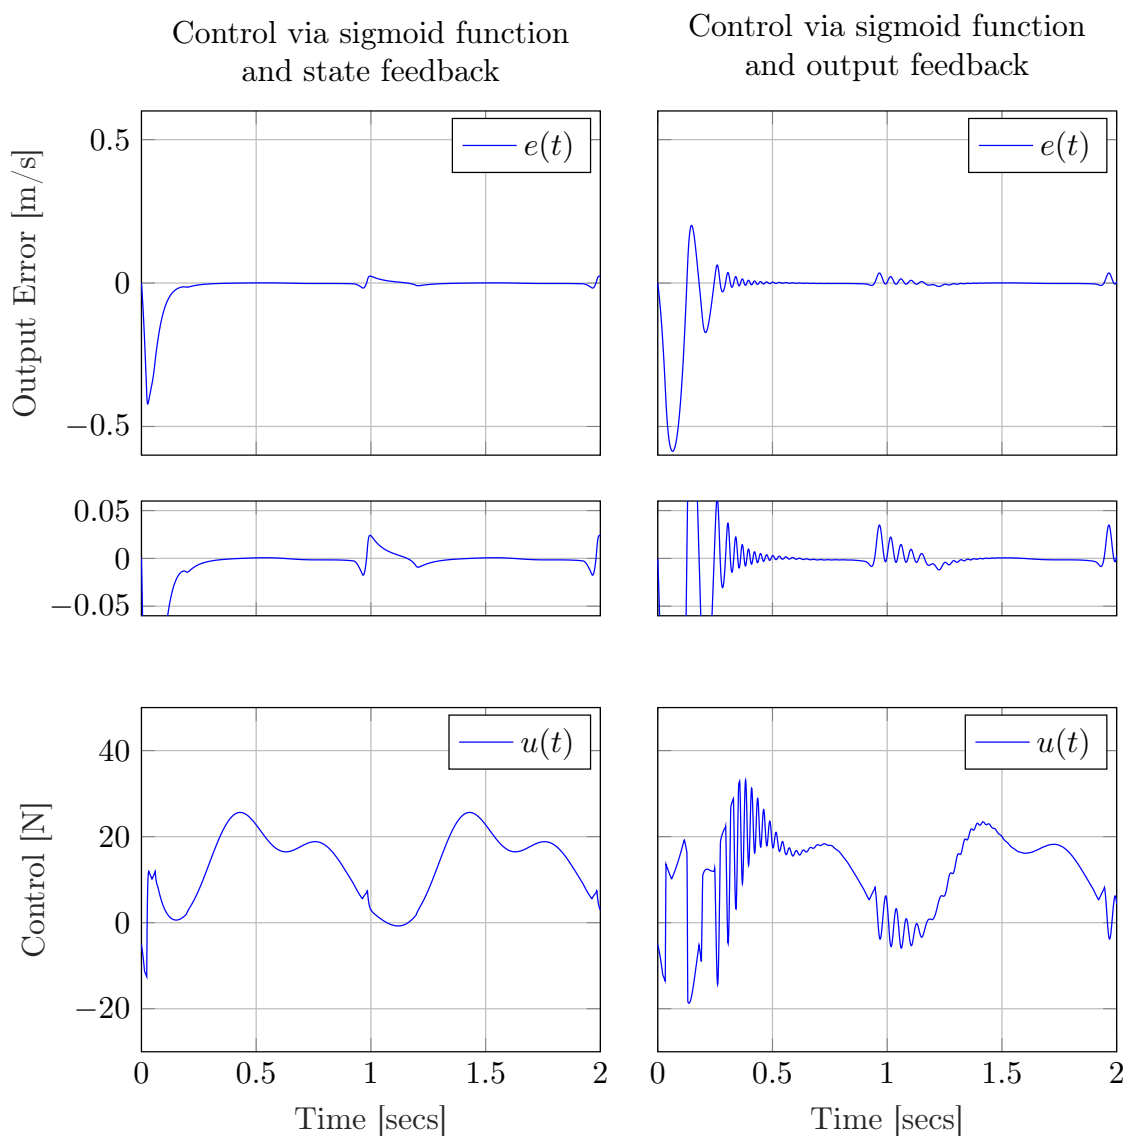 Control via sigmoid function
and state feedback
Control via sigmoid function
and output feedback
Output Error [m/s]
0.5
0
−0.5
e(t)
e(t)
0.05
0
−0.05
Control [N]
40
20
0
−20
u(t)
u(t)
0 0.5 1 1.5 2
0 0.5 1 1.5 2
Time [secs]
Time [secs]